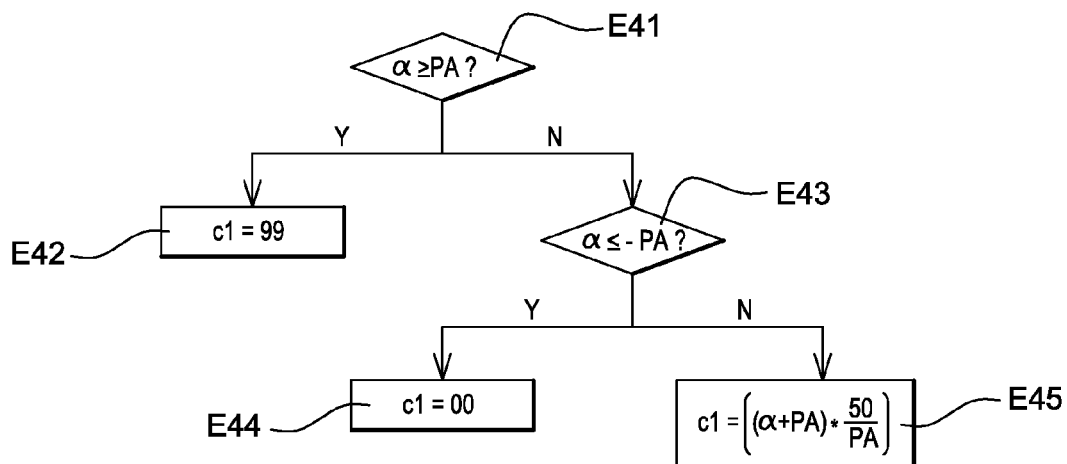 E41
α ≥PA ?
Y
N
E43
c1 = 99
E42
α ≤ - PA ?
Y
N
c1 = 00
E44
c1 = ((α+PA) * 50/PA)
E45